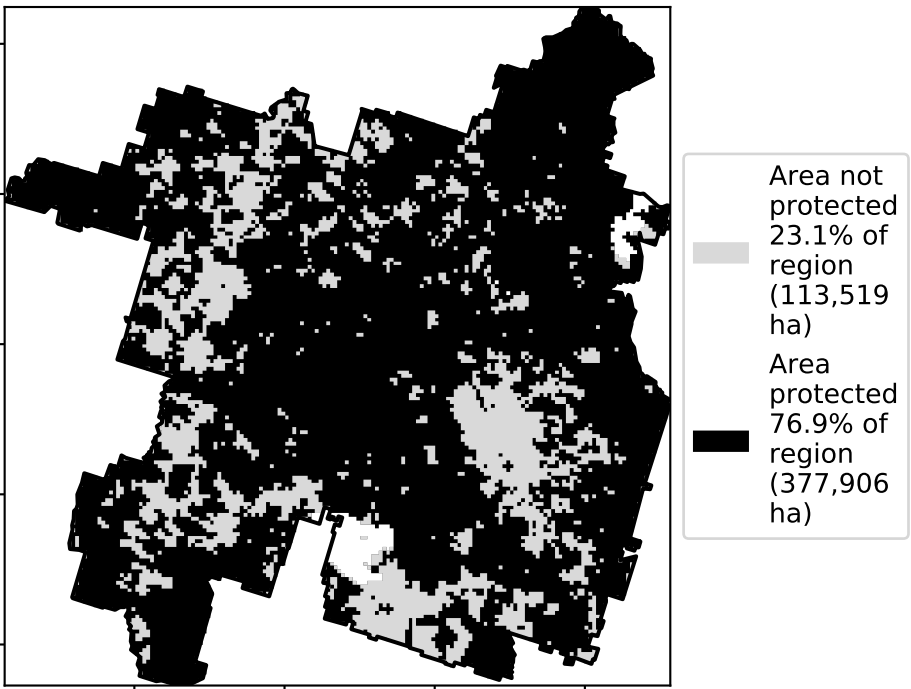 Area not
protected
23.1% of
region
(113,519
ha)
Area
protected
76.9% of
region
(377,906
ha)